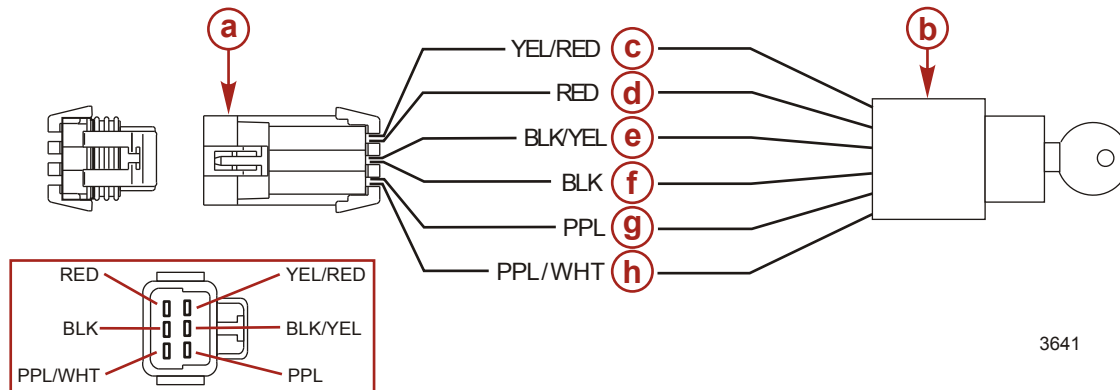 a
b
YEL/RED c
RED d
BLK/YEL e
BLK f
PPL g
PPL/WHT h
RED YEL/RED
BLK BLK/YEL
PPL/WHT PPL
3641